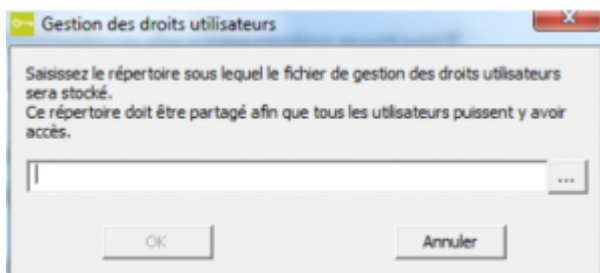 Gestion des droits utilisateurs
Saisissez le répertoire sous lequel le fichier de gestion des droits utilisateurs
sera stocké.
Ce répertoire doit être partagé afin que tous les utilisateurs puissent y avoir
accès.
...
OK
Annuler